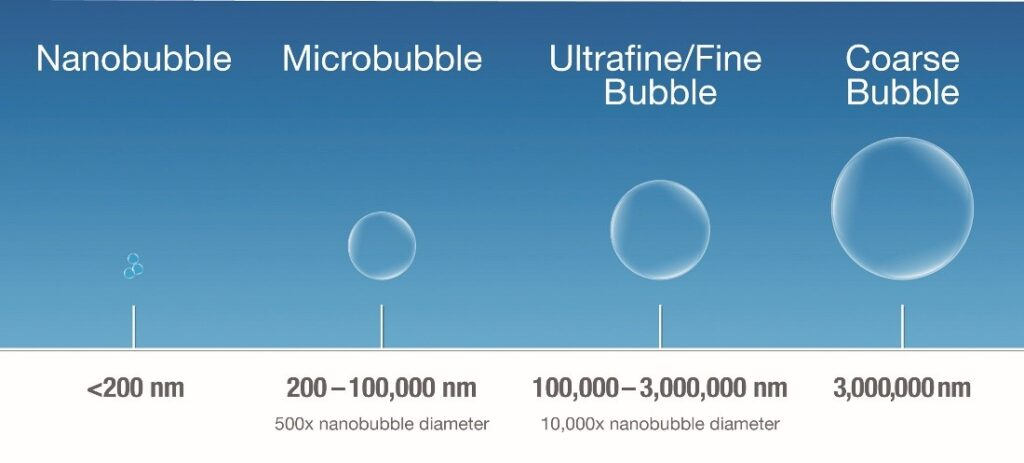 Nanobubble
Microbubble
Ultrafine/Fine
Bubble
Coarse
Bubble
<200 nm
200–100,000 nm
500x nanobubble diameter
100,000–3,000,000 nm
10,000x nanobubble diameter
3,000,000 nm